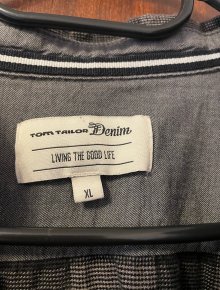 TOM TAILOR Denim
LIVING THE GOOD LIFE
XL